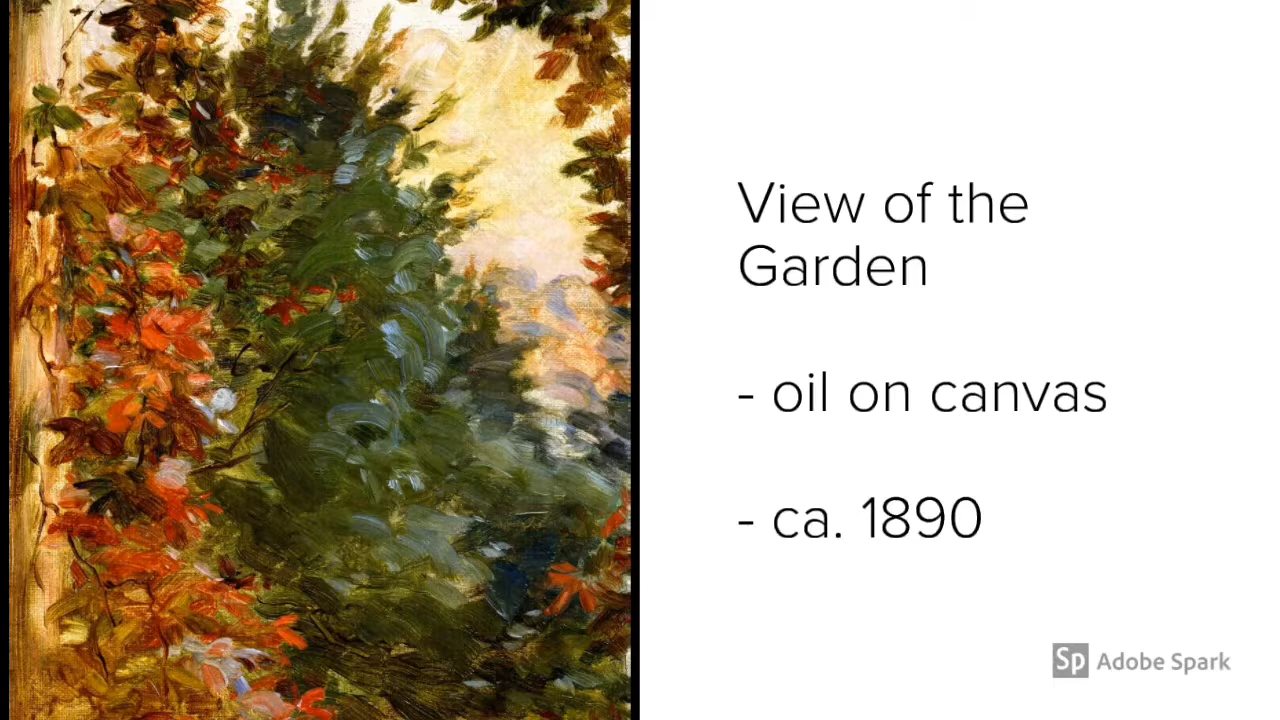 View of the
Garden
- oil on canvas
- ca. 1890
Sp Adobe Spark